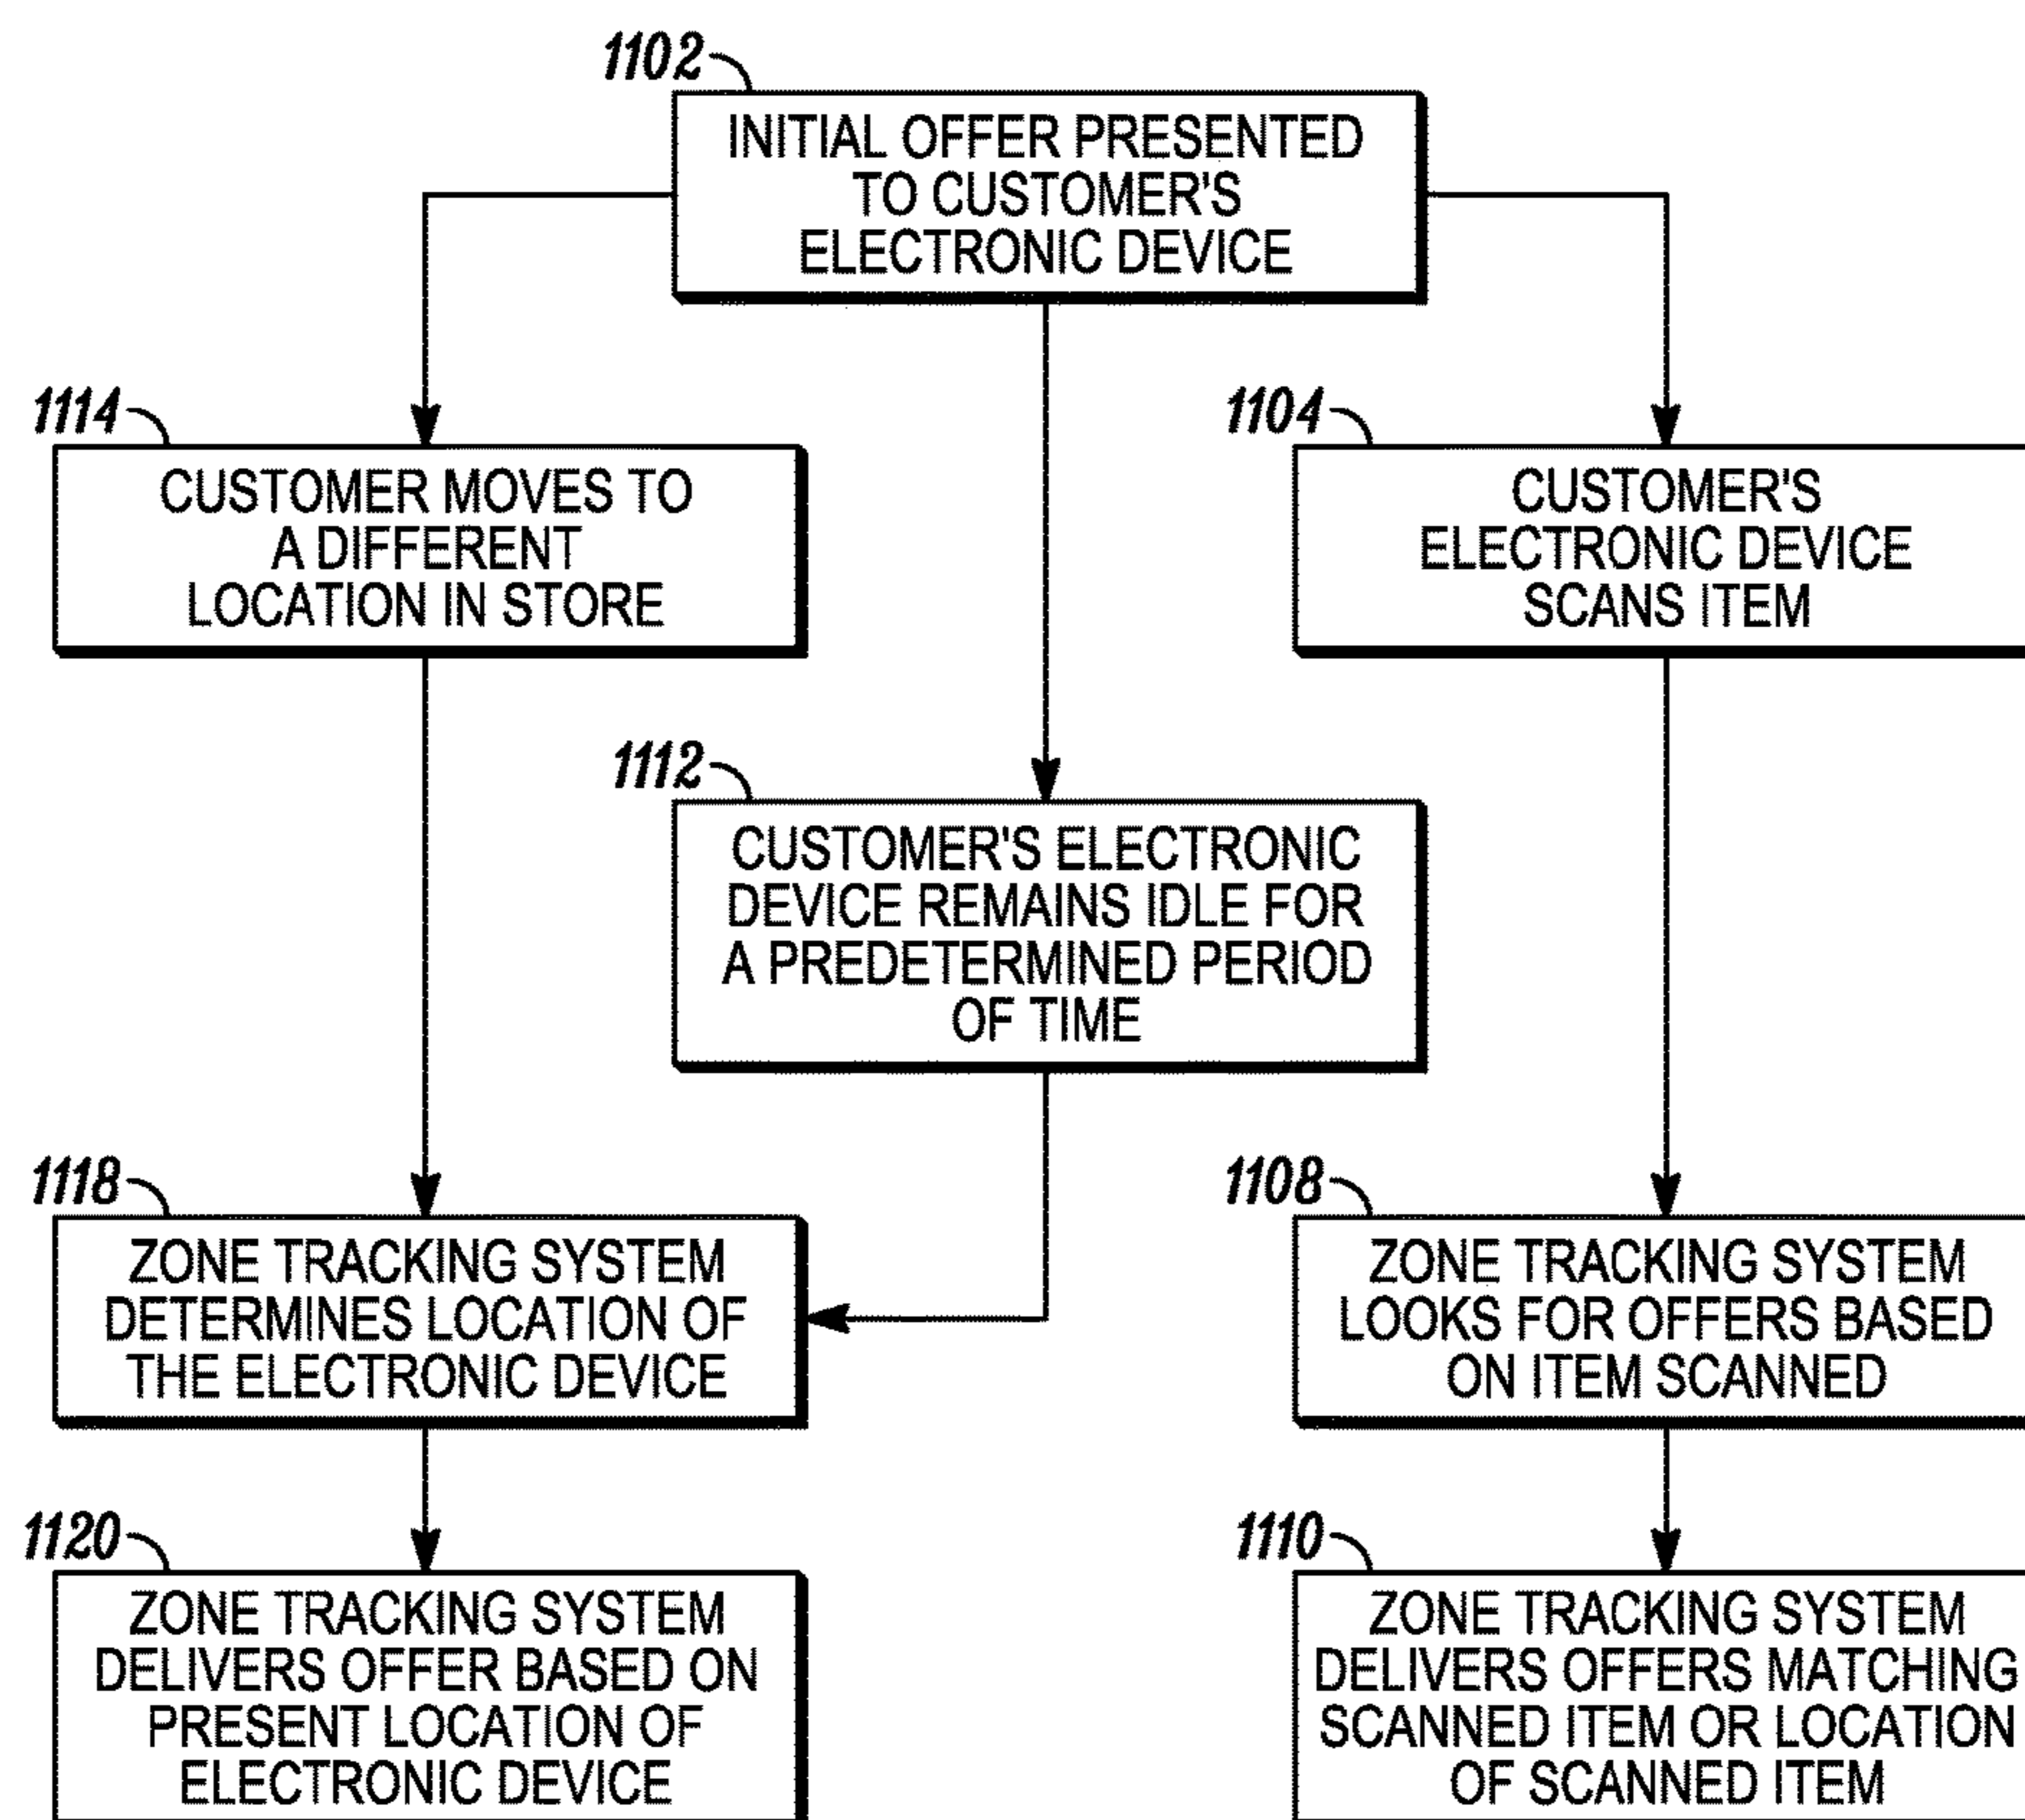 1102
INITIAL OFFER PRESENTED
TO CUSTOMER'S
ELECTRONIC DEVICE
1114
CUSTOMER MOVES TO
A DIFFERENT
LOCATION IN STORE
1104
CUSTOMER'S
ELECTRONIC DEVICE
SCANS ITEM
1112
CUSTOMER'S ELECTRONIC
DEVICE REMAINS IDLE FOR
A PREDETERMINED PERIOD
OF TIME
1118
ZONE TRACKING SYSTEM
DETERMINES LOCATION OF
THE ELECTRONIC DEVICE
1108
ZONE TRACKING SYSTEM
LOOKS FOR OFFERS BASED
ON ITEM SCANNED
1120
ZONE TRACKING SYSTEM
DELIVERS OFFER BASED ON
PRESENT LOCATION OF
ELECTRONIC DEVICE
1110
ZONE TRACKING SYSTEM
DELIVERS OFFERS MATCHING
SCANNED ITEM OR LOCATION
OF SCANNED ITEM